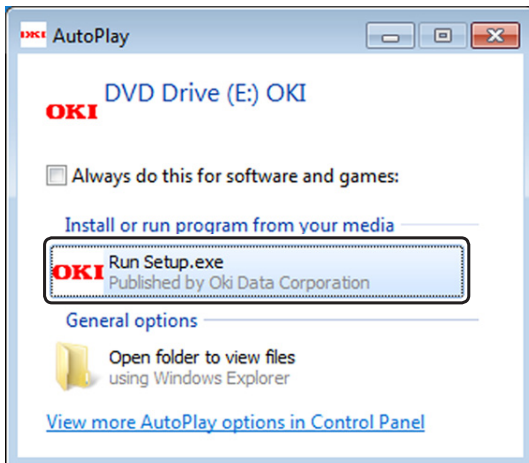 OKI AutoPlay
DVD Drive (E:) OKI
OKI
Always do this for software and games:
Install or run program from your media
OKI Run Setup.exe
Published by Oki Data Corporation
General options
Open folder to view files
using Windows Explorer
View more AutoPlay options in Control Panel